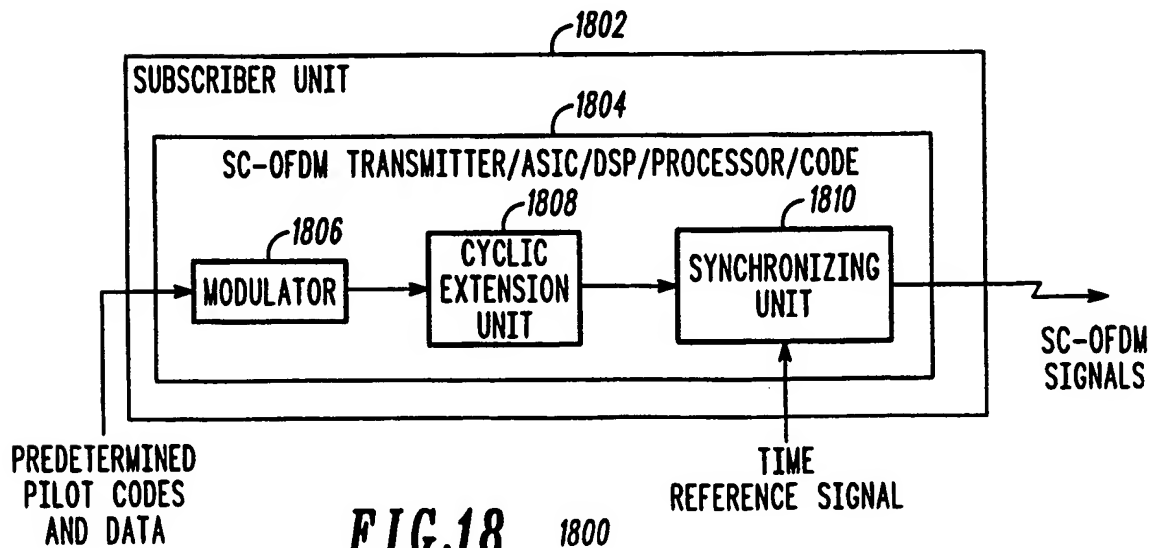 1802
SUBSCRIBER UNIT
1804
SC-OFDM TRANSMITTER/ASIC/DSP/PROCESSOR/CODE
1806
MODULATOR
1808
CYCLIC
EXTENSION
UNIT
1810
SYNCHRONIZING
UNIT
SC-OFDM
SIGNALS
PREDETERMINED
PILOT CODES
AND DATA
TIME
REFERENCE SIGNAL
FIG.18 1800